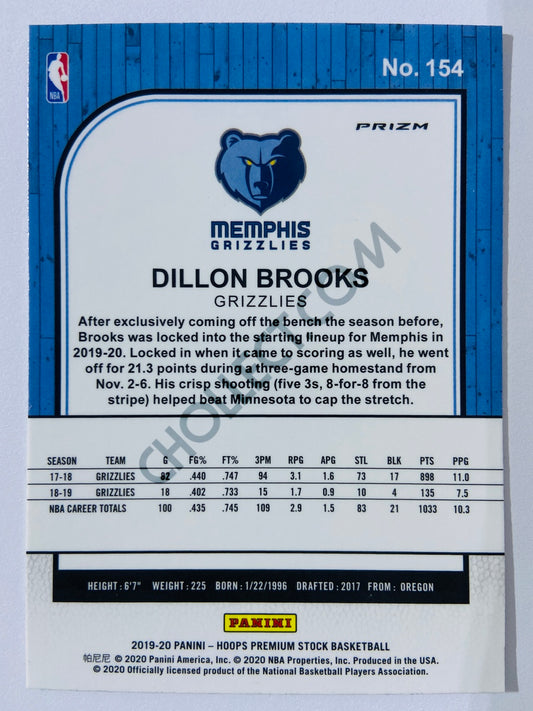 No. 154
NBA
PRIZM
MEMPHIS
GRIZZLIES
DILLON BROOKS
GRIZZLIES
After exclusively coming off the bench the season before,
Brooks was locked into the starting lineup for Memphis in
2019-20. Locked in when it came to scoring as well, he went
off for 21.3 points during a three-game homestand from
Nov. 2-6. His crisp shooting (five 3s, 8-for-8 from the
stripe) helped beat Minnesota to cap the stretch.
CHOLLECT.COM
SEASON TEAM G FG% FT% 3PM RPG APG STL BLK PTS PPG
17-18 GRIZZLIES 82 .440 .747 94 3.1 1.6 73 17 898 11.0
18-19 GRIZZLIES 18 .402 .733 15 1.7 0.9 10 4 135 7.5
NBA CAREER TOTALS 100 .435 .745 109 2.9 1.5 83 21 1033 10.3
HEIGHT: 6'7" WEIGHT: 225 BORN: 1/22/1996 DRAFTED: 2017 FROM: OREGON
PANINI
2019-20 PANINI – HOOPS PREMIUM STOCK BASKETBALL
帕尼尼 © 2020 Panini America, Inc. © 2020 NBA Properties, Inc. Produced in the USA.
© 2020 Officially licensed product of the National Basketball Players Association.